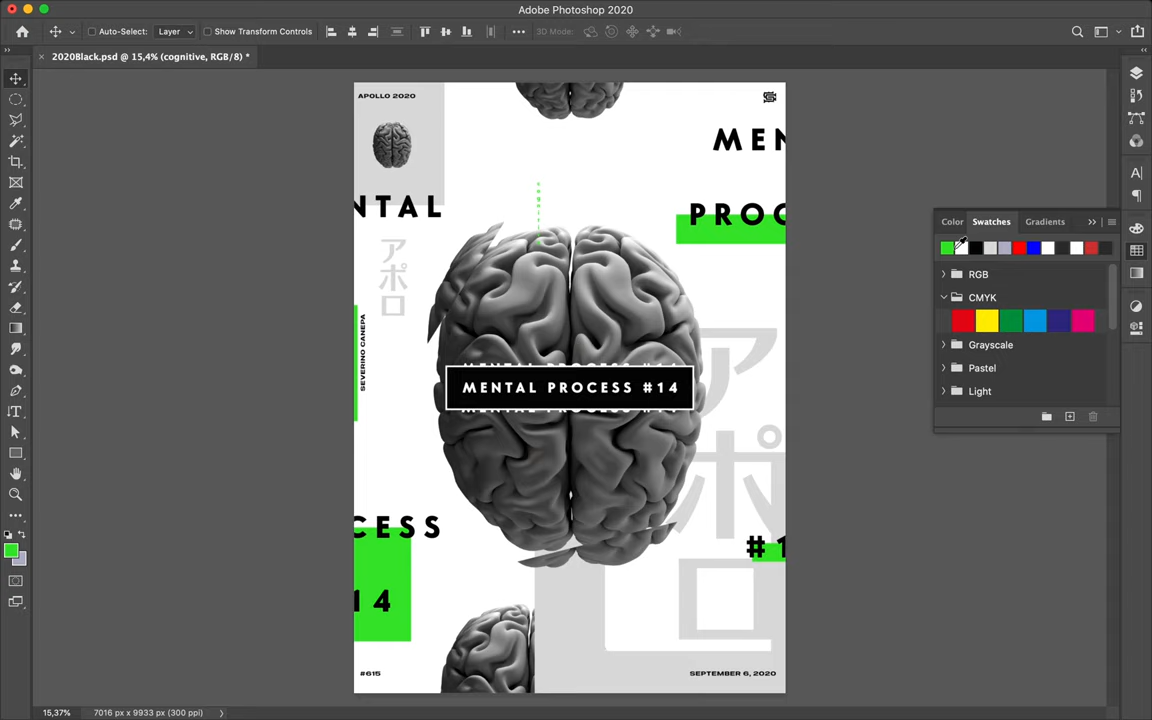 Adobe Photoshop 2020
Auto-Select: Layer Show Transform Controls 3D Mode:
2020Black.psd @ 15,4% (cognitive, RGB/8) *
APOLLO 2020
MEN
NTAL
PROC
アポロ
SEVERINO CANEPA
アポロ
MENTAL PROCESS #14
CESS
#1
14
#615
SEPTEMBER 6, 2020
Color Swatches Gradients
RGB
CMYK
Grayscale
Pastel
Light
15,37% 7016 px x 9933 px (300 ppi)